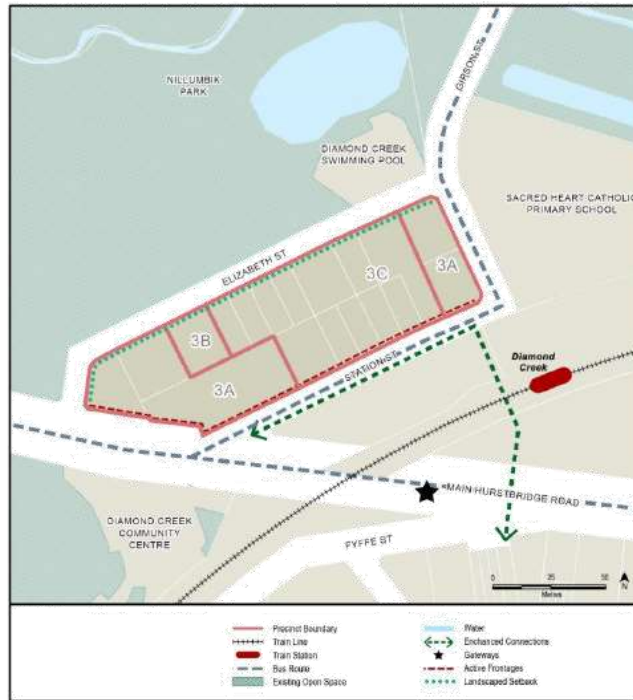 NILLUMBIK
PARK
GIPSON ST
DIAMOND CREEK
SWIMMING POOL
SACRED HEART CATHOLIC
PRIMARY SCHOOL
ELIZABETH ST
3C
3A
3B
3A
STATION ST
Diamond
Creek
MAIN HURSTBRIDGE ROAD
DIAMOND CREEK
COMMUNITY
CENTRE
FYFFE ST
0 25 50
Metres
N
Precinct Boundary
Train Line
Train Station
Bus Route
Existing Open Space
Water
Enchanced Connections
Gateways
Active Frontages
Landscaped Setback